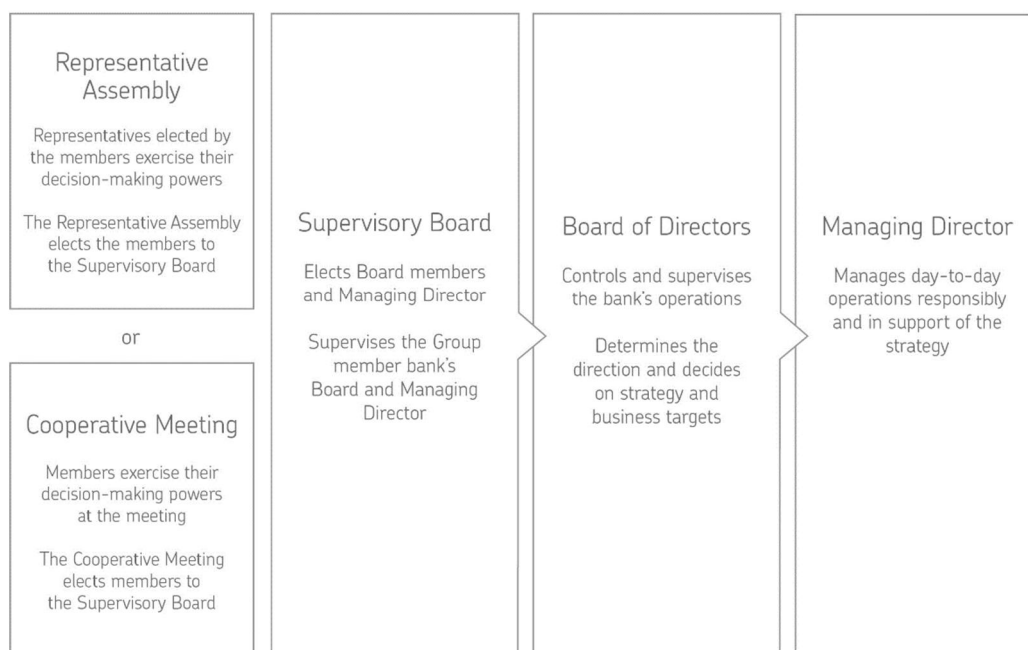 Representative
Assembly
Representatives elected by
the members exercise their
decision-making powers
The Representative Assembly
elects the members to
the Supervisory Board
or
Cooperative Meeting
Members exercise their
decision-making powers
at the meeting
The Cooperative Meeting
elects members to
the Supervisory Board
Supervisory Board
Elects Board members
and Managing Director
Supervises the Group
member bank's
Board and Managing
Director
Board of Directors
Controls and supervises
the bank's operations
Determines the
direction and decides
on strategy and
business targets
Managing Director
Manages day-to-day
operations responsibly
and in support of the
strategy